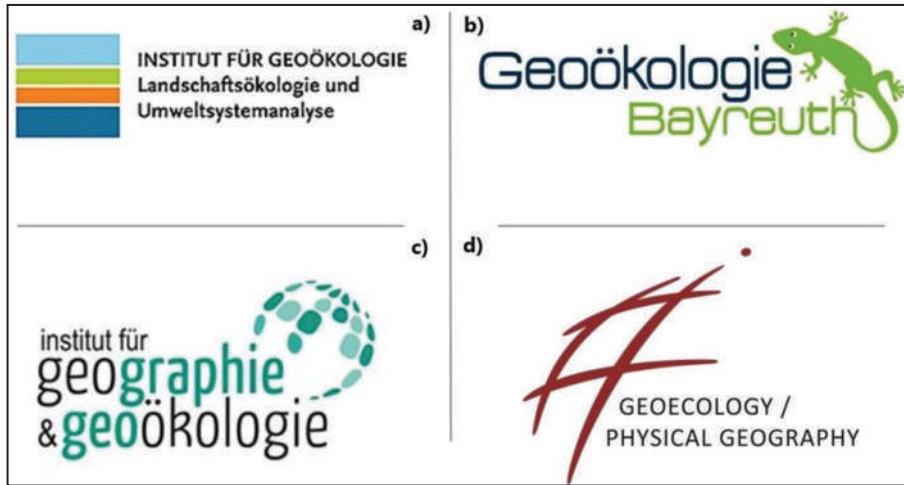 a)
INSTITUT FÜR GEOÖKOLOGIE
Landschaftsökologie und
Umweltsystemanalyse
b)
Geoökologie
Bayreuth
c)
institut für
geographie
& geoökologie
d)
GEOECOLOGY /
PHYSICAL GEOGRAPHY